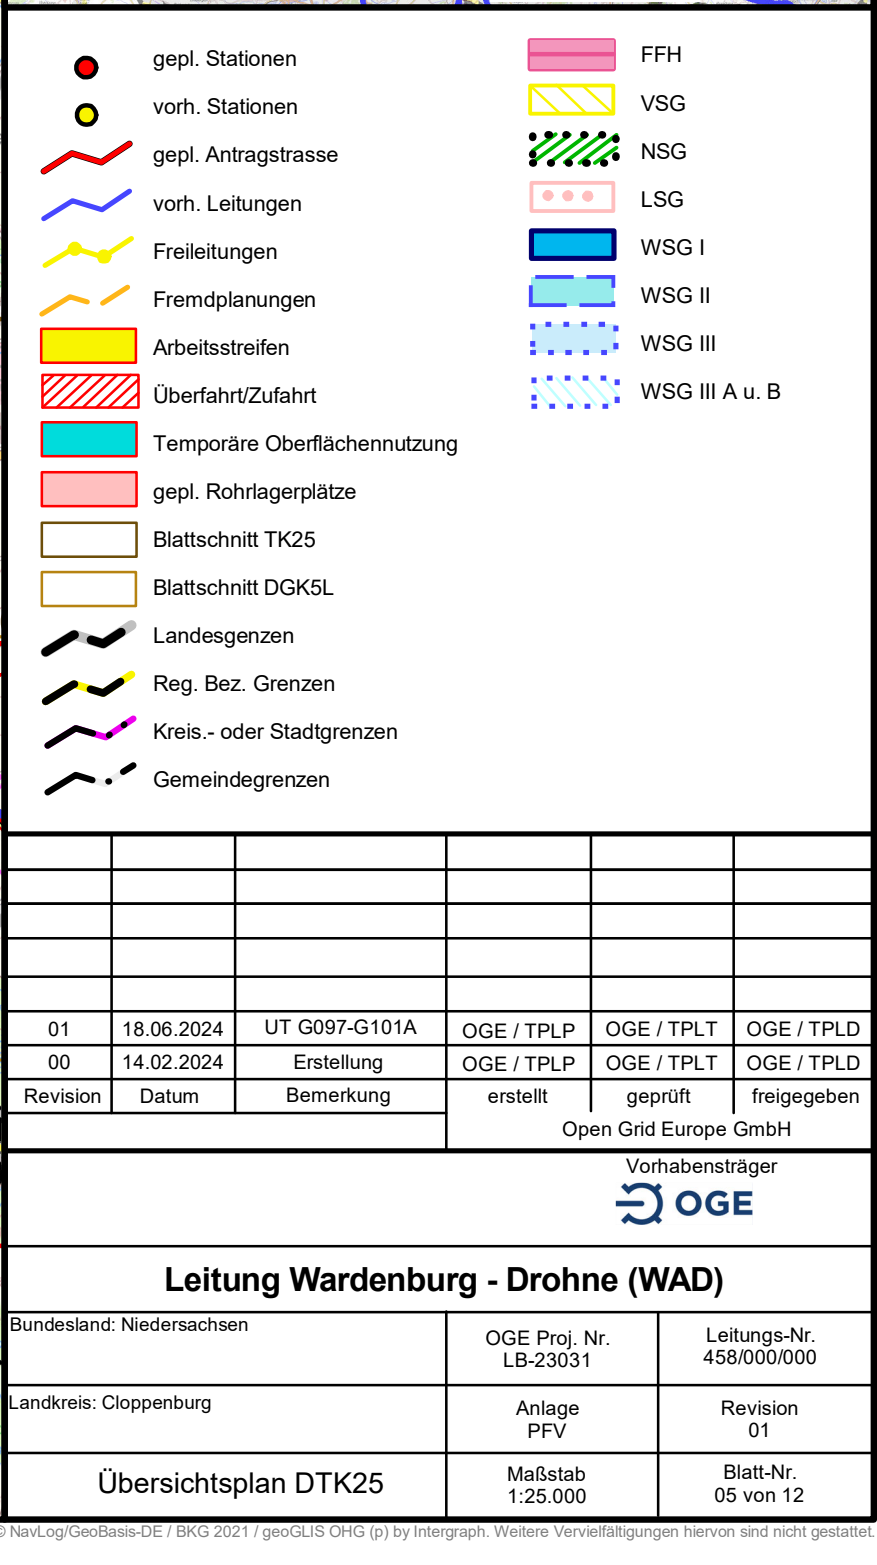 gepl. Stationen
vorh. Stationen
gepl. Antragstrasse
vorh. Leitungen
Freileitungen
Fremdplanungen
Arbeitsstreifen
Überfahrt/Zufahrt
Temporäre Oberflächennutzung
gepl. Rohrlagerplätze
Blattschnitt TK25
Blattschnitt DGK5L
Landesgenzen
Reg. Bez. Grenzen
Kreis.- oder Stadtgrenzen
Gemeindegrenzen
FFH
VSG
NSG
LSG
WSG I
WSG II
WSG III
WSG III A u. B
01 18.06.2024 UT G097-G101A OGE / TPLP OGE / TPLT OGE / TPLD
00 14.02.2024 Erstellung OGE / TPLP OGE / TPLT OGE / TPLD
Revision Datum Bemerkung erstellt geprüft freigegeben
Open Grid Europe GmbH
Vorhabensträger
OGE
Leitung Wardenburg - Drohne (WAD)
Bundesland: Niedersachsen
OGE Proj. Nr.
LB-23031
Leitungs-Nr.
458/000/000
Landkreis: Cloppenburg
Anlage
PFV
Revision
01
Übersichtsplan DTK25
Maßstab
1:25.000
Blatt-Nr.
05 von 12
© NavLog/GeoBasis-DE / BKG 2021 / geoGLIS OHG (p) by Intergraph. Weitere Vervielfältigungen hiervon sind nicht gestattet.